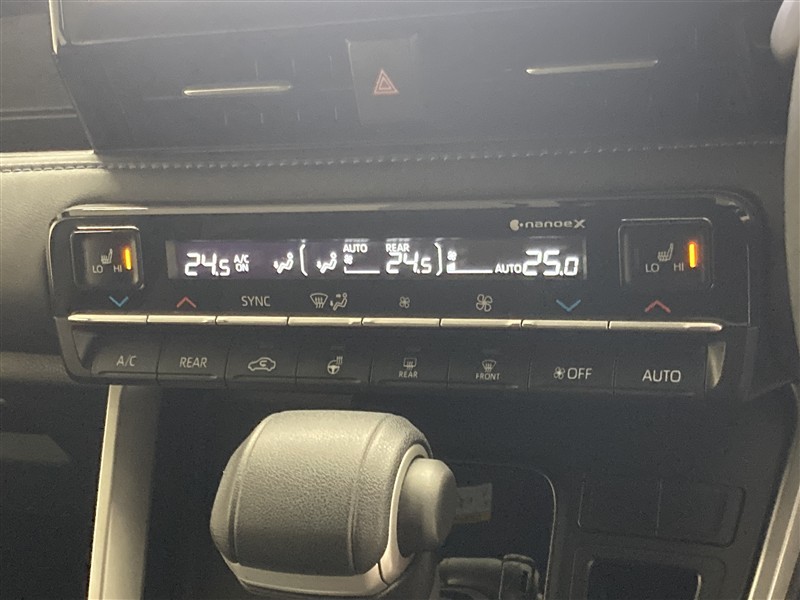 nanoeX
LO HI
24.5 A/C ON AUTO REAR 24.5 AUTO 25.0
LO HI
SYNC
A/C REAR REAR FRONT OFF AUTO